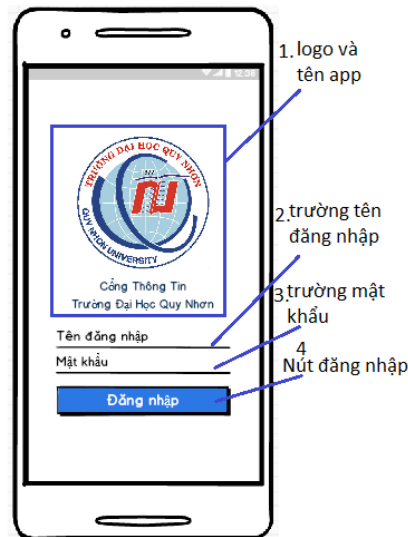 12:38
1. logo và
tên app
TRƯỜNG ĐẠI HỌC QUY NHƠN
QUY NHON UNIVERSITY
Cổng Thông Tin
Trường Đại Học Quy Nhơn
2. trường tên
đăng nhập
3. trường mật
khẩu
Tên đăng nhập
Mật khẩu
4
Nút đăng nhập
Đăng nhập